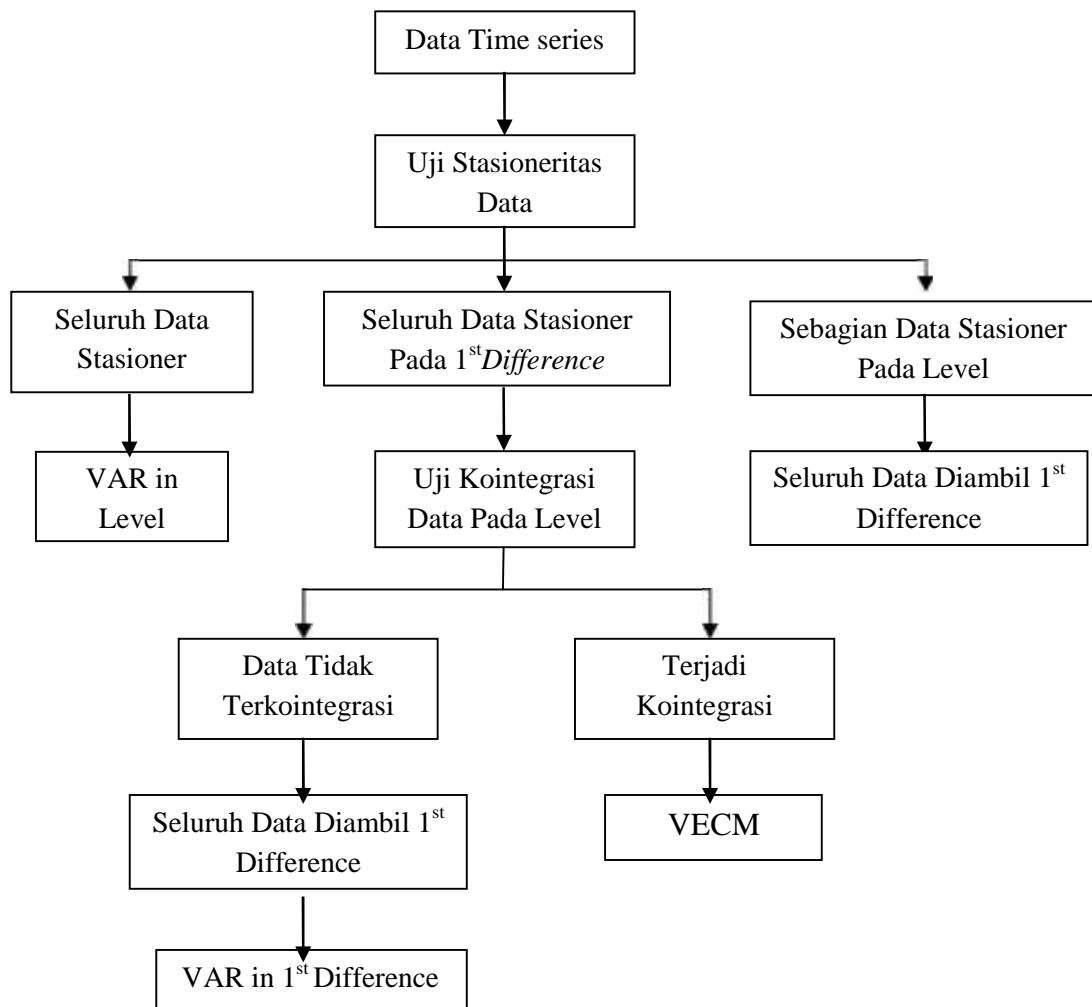 Data Time series
Uji Stasioneritas
Data
Seluruh Data
Stasioner
Seluruh Data Stasioner
Pada 1st Difference
Sebagian Data Stasioner
Pada Level
VAR in
Level
Uji Kointegrasi
Data Pada Level
Seluruh Data Diambil 1st
Difference
Data Tidak
Terkointegrasi
Terjadi
Kointegrasi
Seluruh Data Diambil 1st
Difference
VECM
VAR in 1st Difference